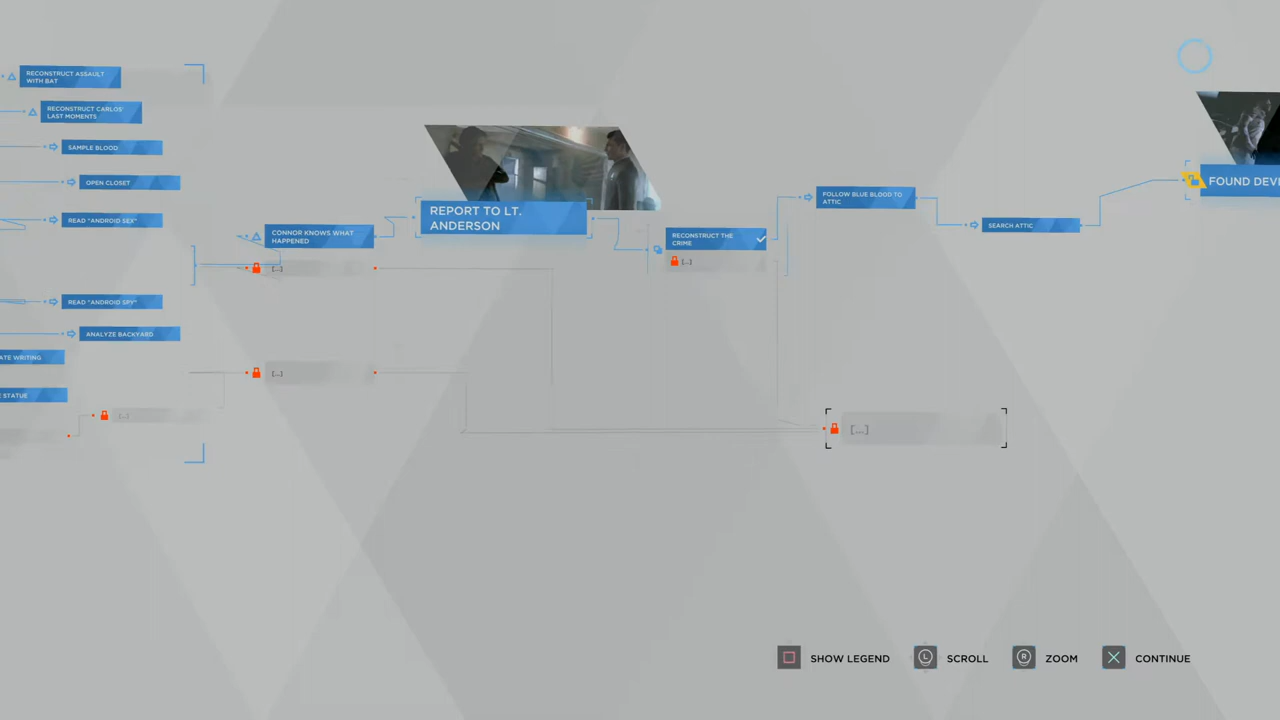 RECONSTRUCT ASSAULT
WITH BAT
RECONSTRUCT CARLOS'
LAST MOMENTS
SAMPLE BLOOD
OPEN CLOSET
READ "ANDROID SEX"
READ "ANDROID SPY"
ANALYZE BACKYARD
ATE WRITING
STATUS
[...]
CONNOR KNOWS WHAT
HAPPENED
[...]
[...]
REPORT TO LT.
ANDERSON
RECONSTRUCT THE
CRIME
[...]
FOLLOW BLUE BLOOD TO
ATTIC
SEARCH ATTIC
FOUND DEVI
[...]
SHOW LEGEND
L
SCROLL
R
ZOOM
CONTINUE